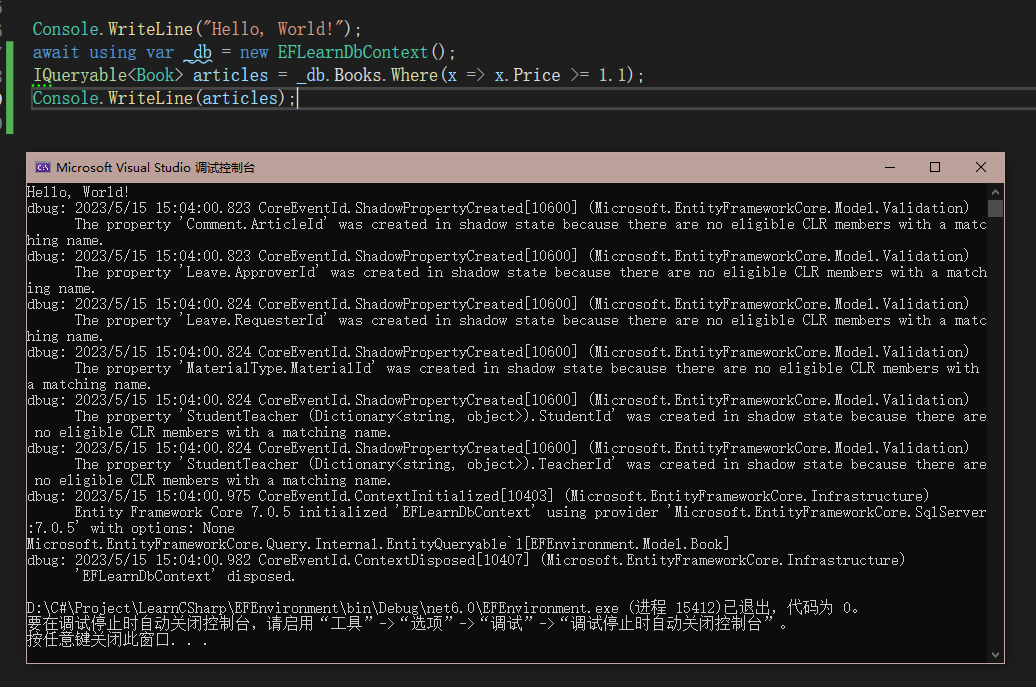 Console.WriteLine("Hello, World!");
await using var _db = new EFLearnDbContext();
IQueryable<Book> articles = _db.Books.Where(x => x.Price >= 1.1);
Console.WriteLine(articles);
Microsoft Visual Studio 调试控制台
Hello, World!
dbug: 2023/5/15 15:04:00.823 CoreEventId.ShadowPropertyCreated[10600] (Microsoft.EntityFrameworkCore.Model.Validation)
The property 'Comment.ArticleId' was created in shadow state because there are no eligible CLR members with a matc
hing name.
dbug: 2023/5/15 15:04:00.823 CoreEventId.ShadowPropertyCreated[10600] (Microsoft.EntityFrameworkCore.Model.Validation)
The property 'Leave.ApproverId' was created in shadow state because there are no eligible CLR members with a match
ing name.
dbug: 2023/5/15 15:04:00.824 CoreEventId.ShadowPropertyCreated[10600] (Microsoft.EntityFrameworkCore.Model.Validation)
The property 'Leave.RequesterId' was created in shadow state because there are no eligible CLR members with a matc
hing name.
dbug: 2023/5/15 15:04:00.824 CoreEventId.ShadowPropertyCreated[10600] (Microsoft.EntityFrameworkCore.Model.Validation)
The property 'MaterialType.MaterialId' was created in shadow state because there are no eligible CLR members with
a matching name.
dbug: 2023/5/15 15:04:00.824 CoreEventId.ShadowPropertyCreated[10600] (Microsoft.EntityFrameworkCore.Model.Validation)
The property 'StudentTeacher (Dictionary<string, object>).StudentId' was created in shadow state because there are
no eligible CLR members with a matching name.
dbug: 2023/5/15 15:04:00.824 CoreEventId.ShadowPropertyCreated[10600] (Microsoft.EntityFrameworkCore.Model.Validation)
The property 'StudentTeacher (Dictionary<string, object>).TeacherId' was created in shadow state because there are
no eligible CLR members with a matching name.
dbug: 2023/5/15 15:04:00.975 CoreEventId.ContextInitialized[10403] (Microsoft.EntityFrameworkCore.Infrastructure)
Entity Framework Core 7.0.5 initialized 'EFLearnDbContext' using provider 'Microsoft.EntityFrameworkCore.SqlServer
:7.0.5' with options: None
Microsoft.EntityFrameworkCore.Query.Internal.EntityQueryable`1[EFEnvironment.Model.Book]
dbug: 2023/5/15 15:04:00.982 CoreEventId.ContextDisposed[10407] (Microsoft.EntityFrameworkCore.Infrastructure)
'EFLearnDbContext' disposed.
D:\C#\Project\LearnCSharp\EFEnvironment\bin\Debug\net6.0\EFEnvironment.exe (进程 15412)已退出，代码为 0。
要在调试停止时自动关闭控制台，请启用“工具”->“选项”->“调试”->“调试停止时自动关闭控制台”。
按任意键关闭此窗口. . .